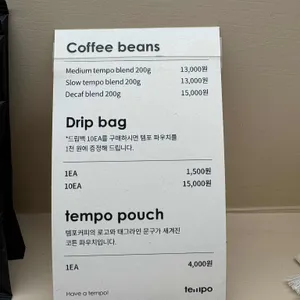 Coffee beans
Medium tempo blend 200g 13,000원
Slow tempo blend 200g 13,000원
Decaf blend 200g 15,000원
Drip bag
*드립백 10EA를 구매하시면 템포 파우치를
1천 원에 증정해 드립니다.
1EA 1,500원
10EA 15,000원
tempo pouch
템포커피의 로고와 태그라인 문구가 새겨진
코튼 파우치입니다.
1EA 4,000원
Have a tempo! tempo